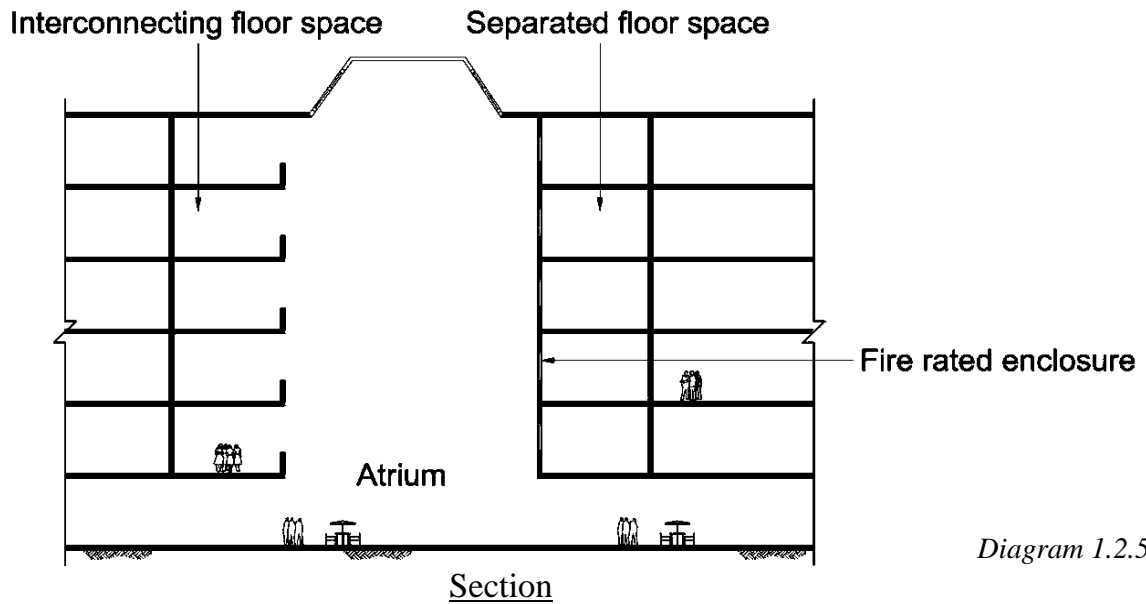 Interconnecting floor space
Separated floor space
Fire rated enclosure
Atrium
Diagram 1.2.5
Section